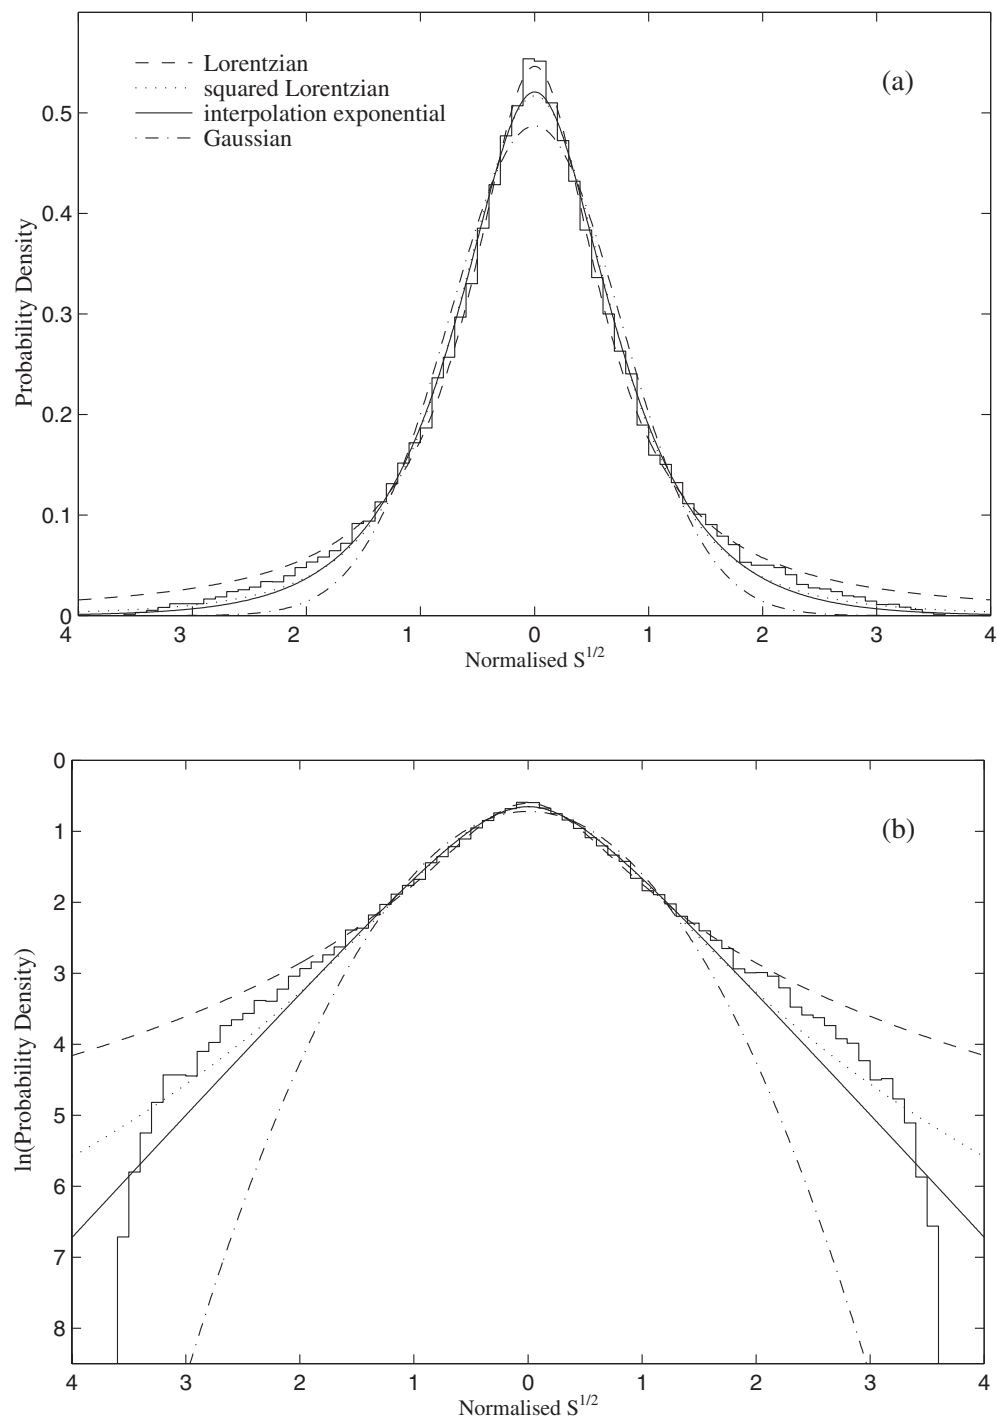 Lorentzian
squared Lorentzian
interpolation exponential
Gaussian
(a)
0.5
0.4
0.3
0.2
0.1
0
Probability Density
4 3 2 1 0 1 2 3 4
Normalised S^{1/2}
(b)
0
1
2
3
4
5
6
7
8
ln(Probability Density)
4 3 2 1 0 1 2 3 4
Normalised S^{1/2}